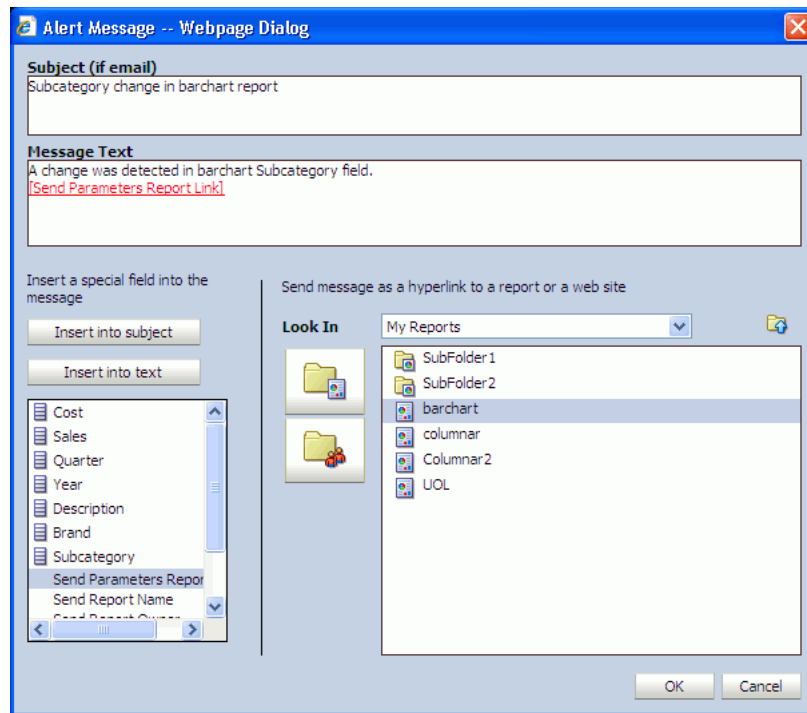 Alert Message -- Webpage Dialog
Subject (if email)
Subcategory change in barchart report
Message Text
A change was detected in barchart Subcategory field.
[Send Parameters Report Link]
Insert a special field into the
message
Insert into subject
Insert into text
Cost
Sales
Quarter
Year
Description
Brand
Subcategory
Send Parameters Repor
Send Report Name
Send Report Owner
Send message as a hyperlink to a report or a web site
Look In
My Reports
SubFolder1
SubFolder2
barchart
columnar
Columnar2
UOL
OK
Cancel